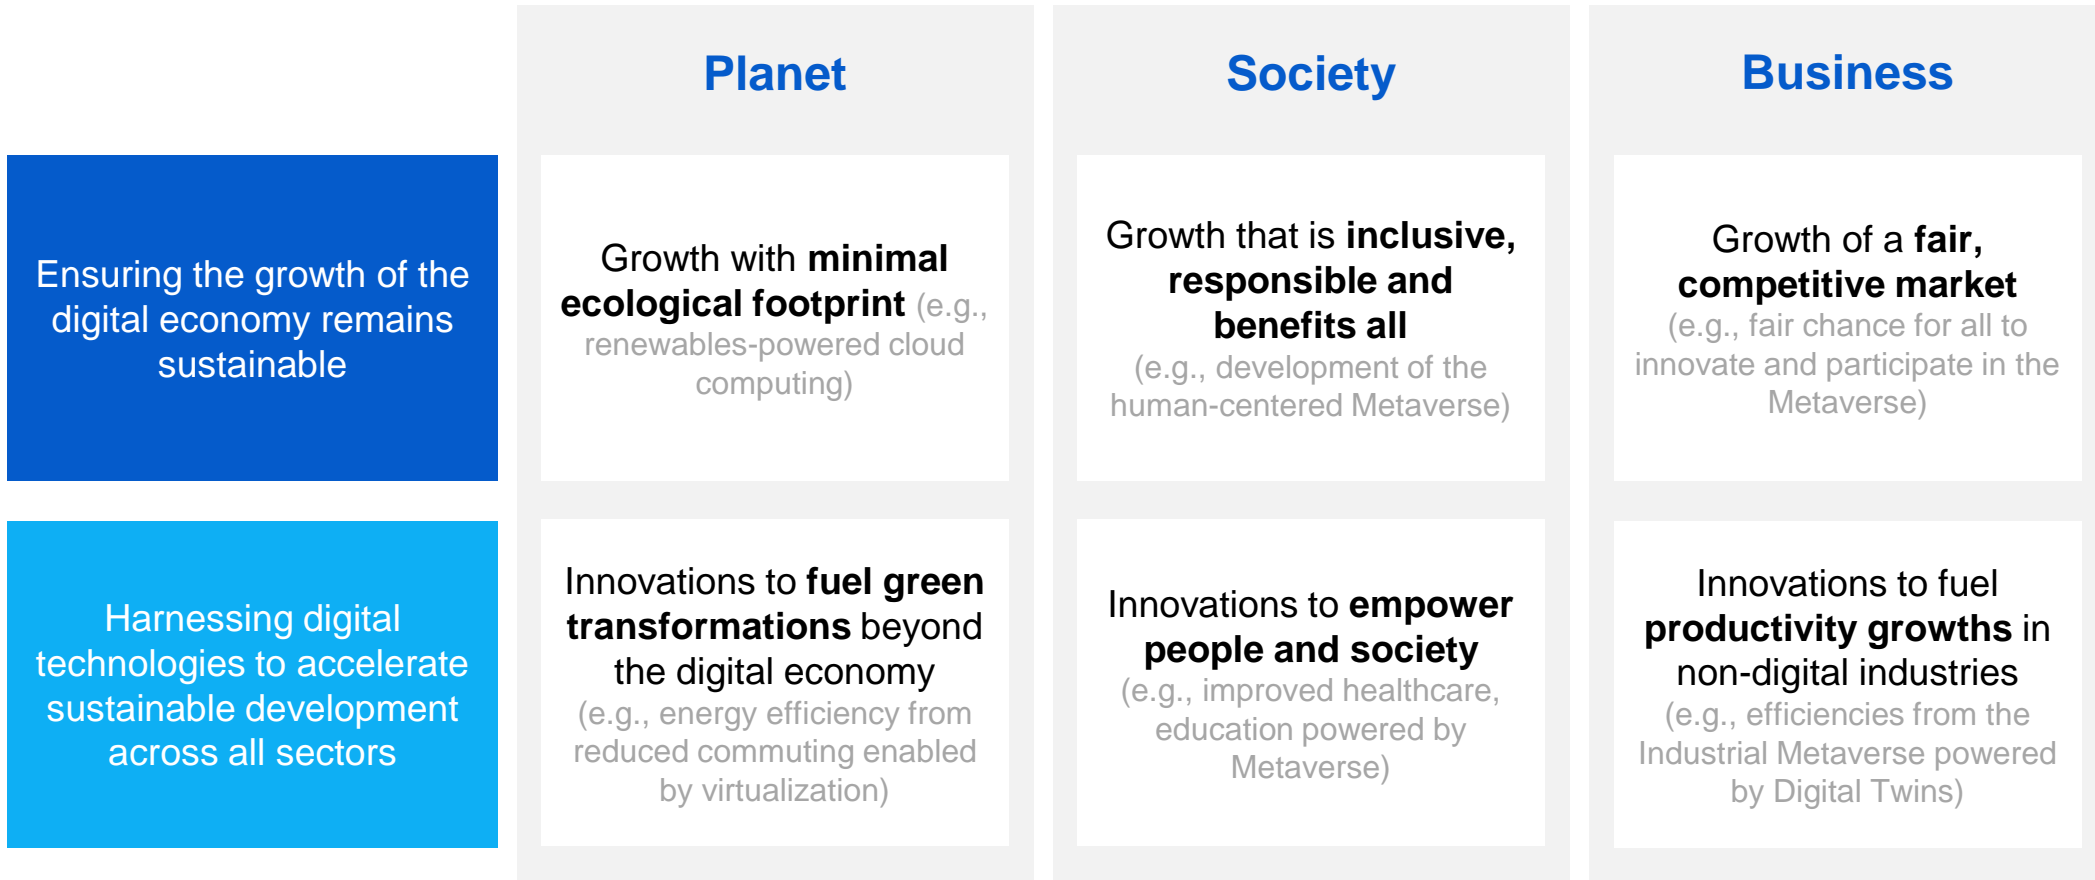 Planet
Society
Business
Ensuring the growth of the
digital economy remains
sustainable
Growth with minimal
ecological footprint (e.g.,
renewables-powered cloud
computing)
Growth that is inclusive,
responsible and
benefits all
(e.g., development of the
human-centered Metaverse)
Growth of a fair,
competitive market
(e.g., fair chance for all to
innovate and participate in the
Metaverse)
Harnessing digital
technologies to accelerate
sustainable development
across all sectors
Innovations to fuel green
transformations beyond
the digital economy
(e.g., energy efficiency from
reduced commuting enabled
by virtualization)
Innovations to empower
people and society
(e.g., improved healthcare,
education powered by
Metaverse)
Innovations to fuel
productivity growths in
non-digital industries
(e.g., efficiencies from the
Industrial Metaverse powered
by Digital Twins)